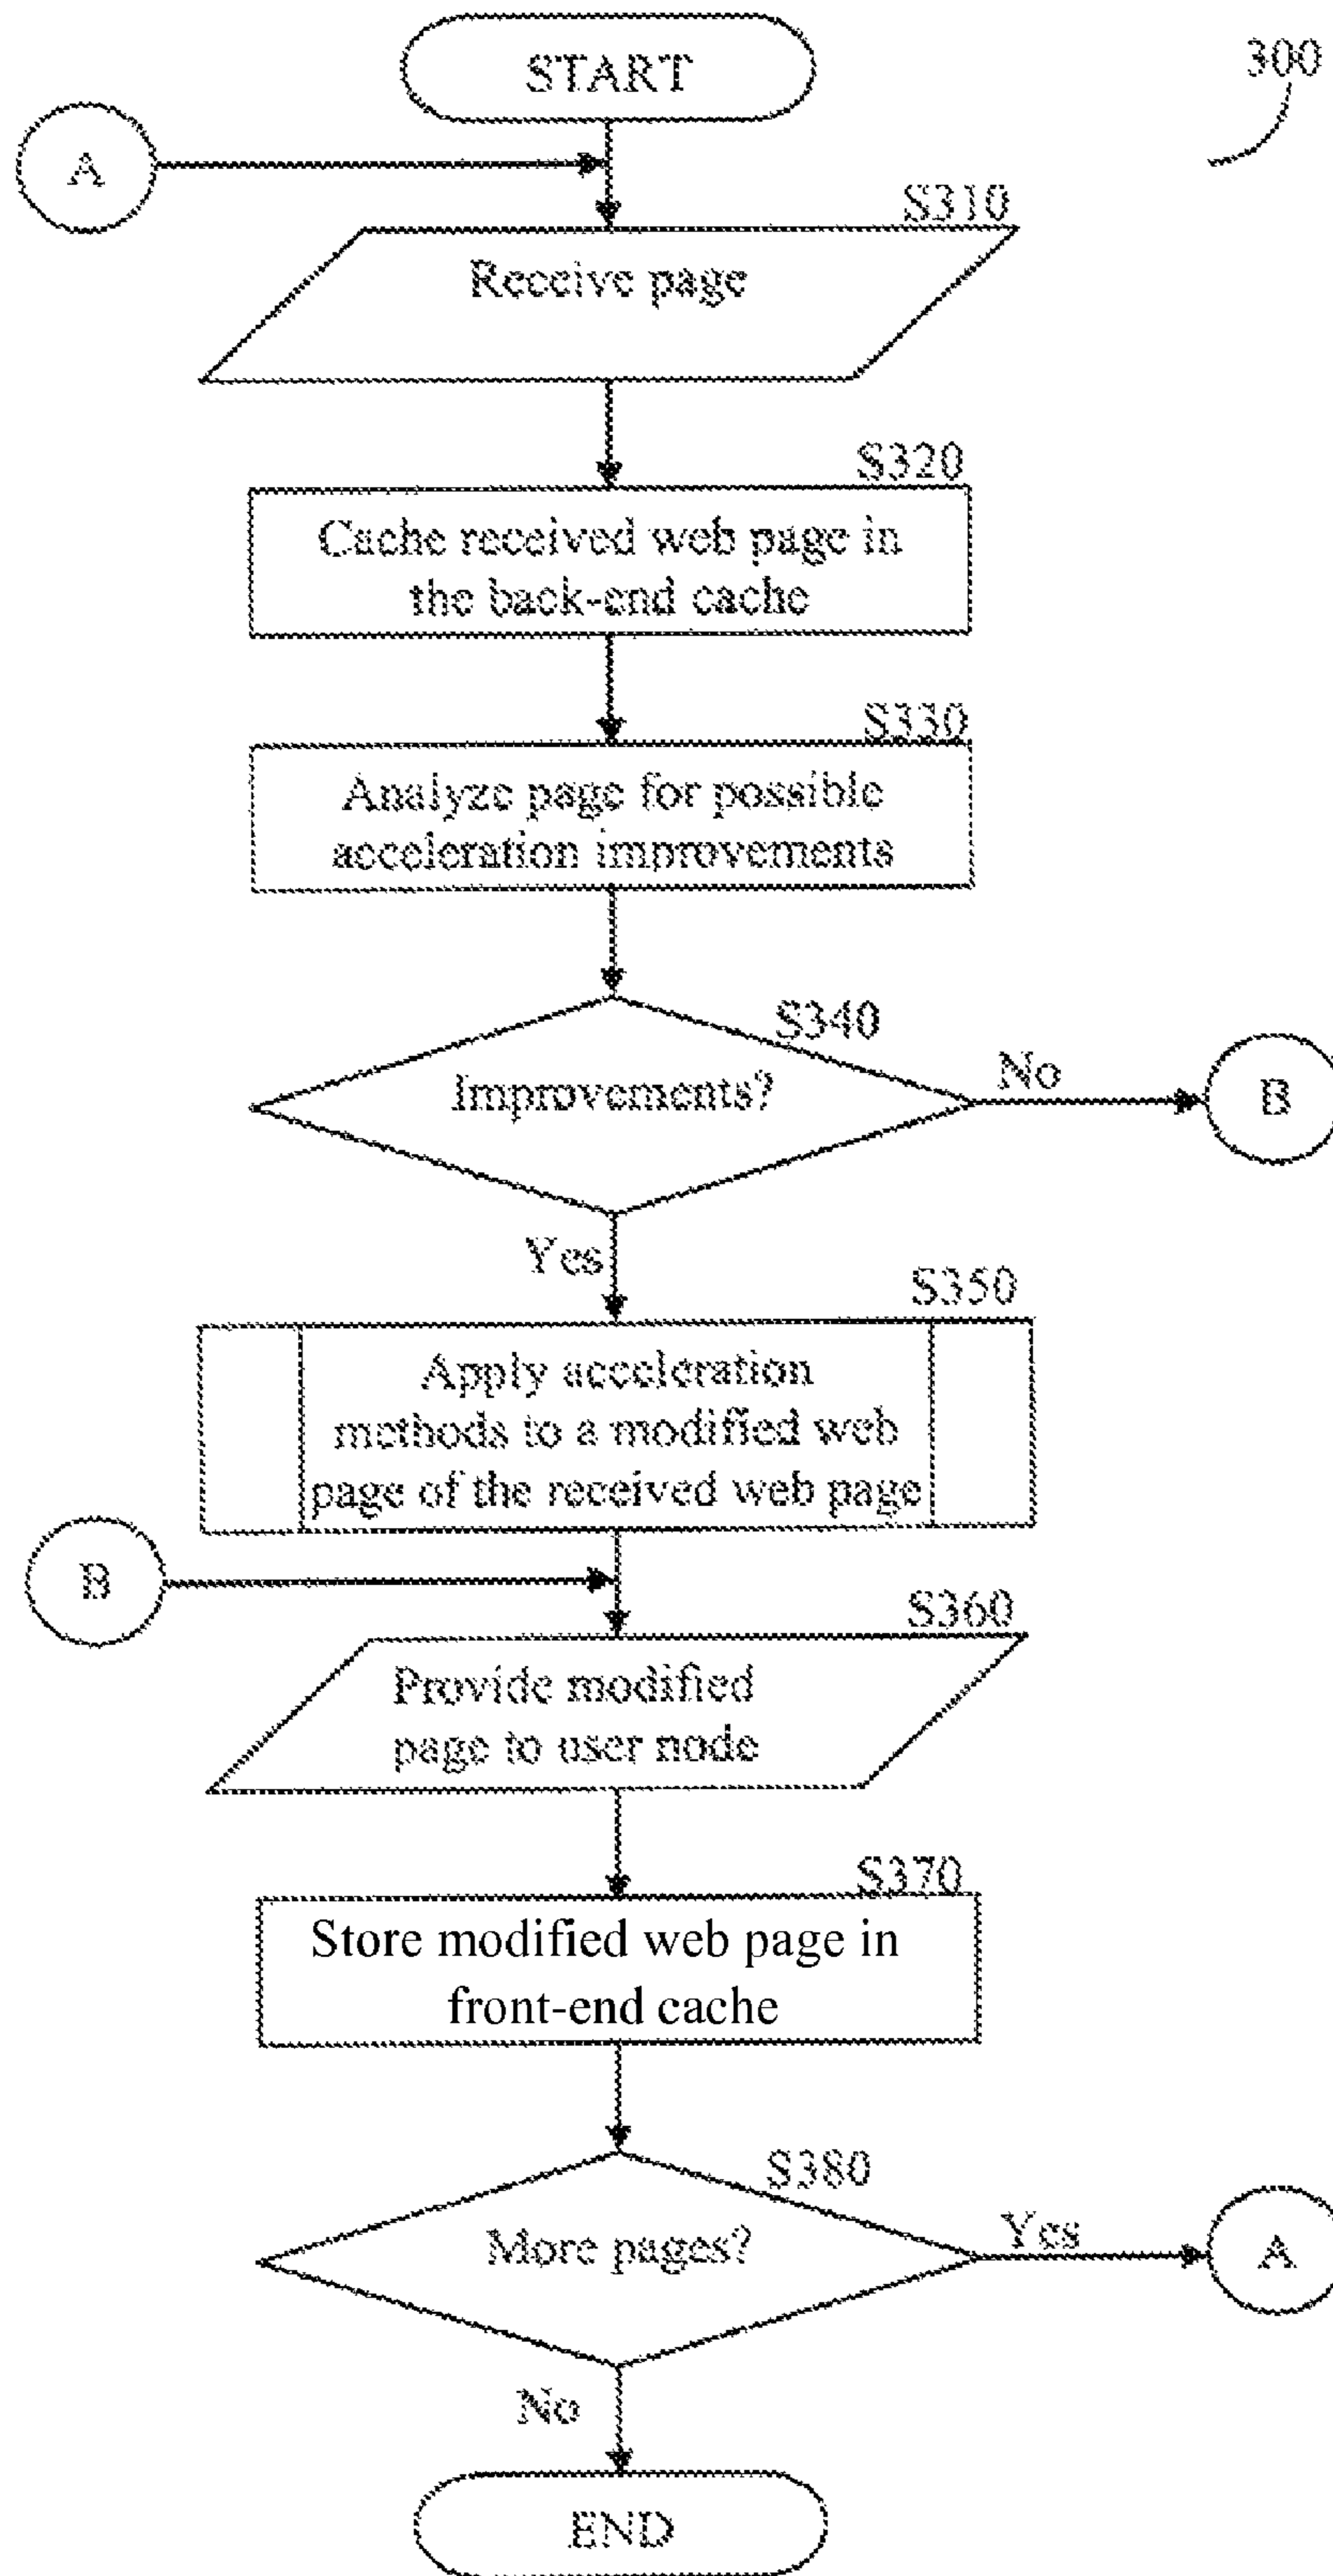 START
300
A
S310
Receive page
S320
Cache received web page in
the back-end cache
S330
Analyze page for possible
acceleration improvements
S340
Improvements?
No
B
Yes
S350
Apply acceleration
methods to a modified web
page of the received web page
B
S360
Provide modified
page to user node
S370
Store modified web page in
front-end cache
S380
More pages?
Yes
A
No
END